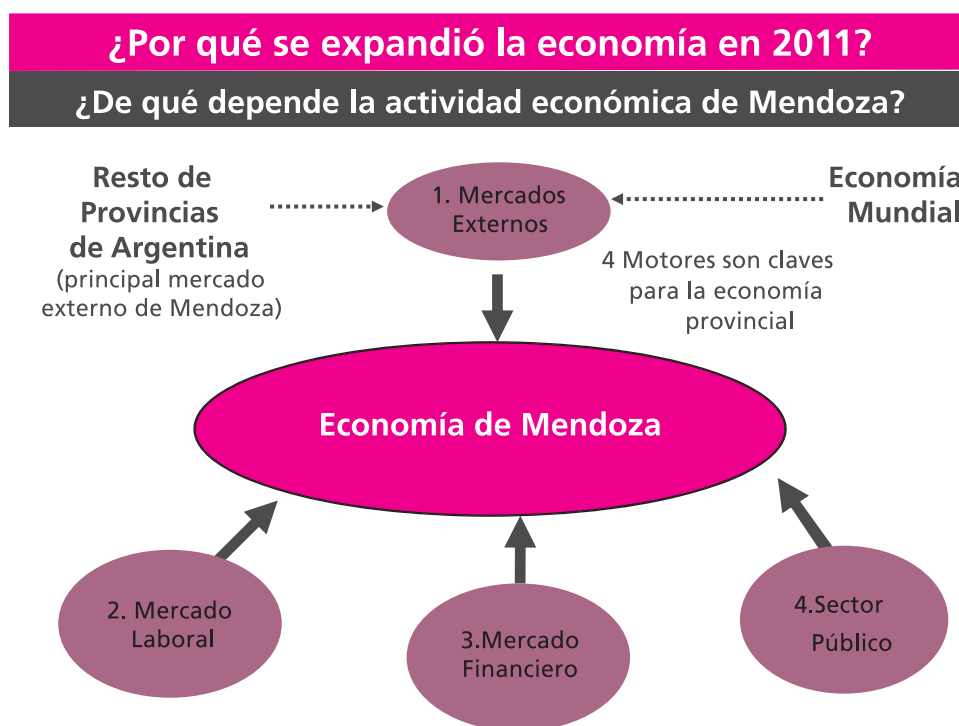 ¿Por qué se expandió la economía en 2011?
¿De qué depende la actividad económica de Mendoza?
Resto de
Provincias
de Argentina
(principal mercado
externo de Mendoza)
1. Mercados
Externos
Economía
Mundial
4 Motores son claves
para la economía
provincial
Economía de Mendoza
2. Mercado
Laboral
3.Mercado
Financiero
4.Sector
Público